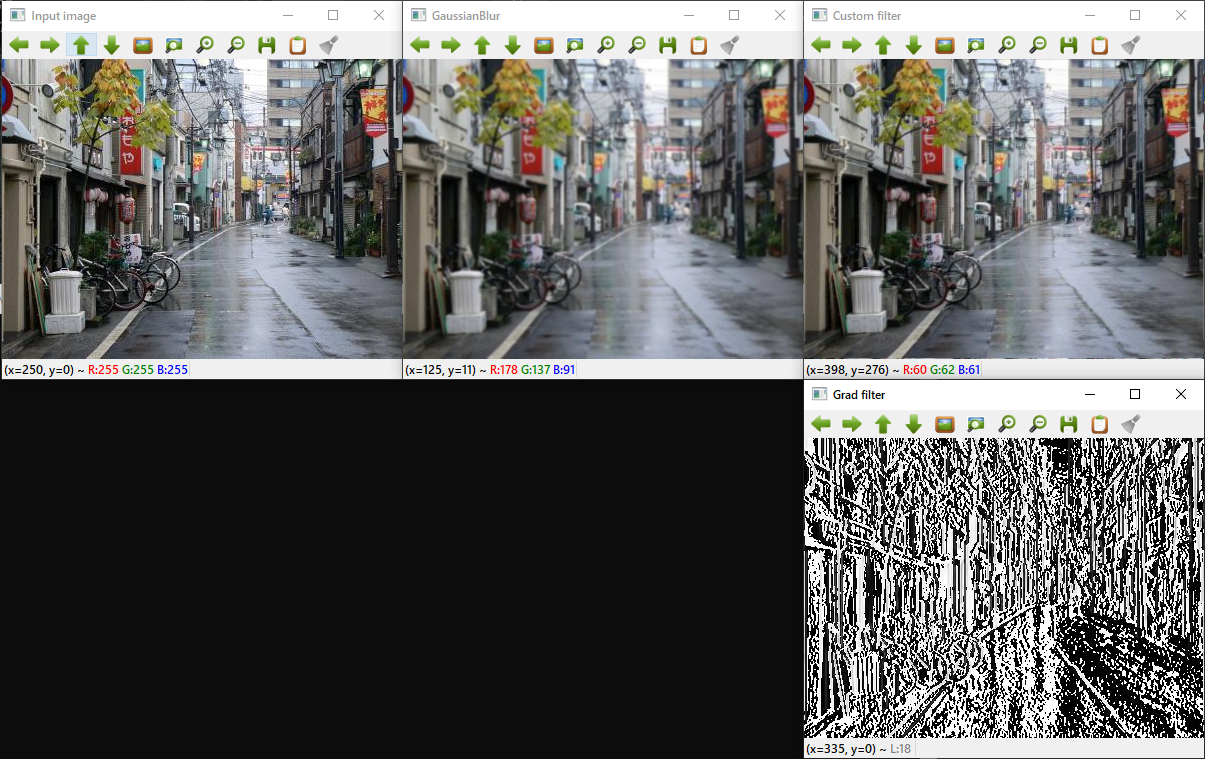 Input image
GaussianBlur
Custom filter
(x=250, y=0) ~ R:255 G:255 B:255
(x=125, y=11) ~ R:178 G:137 B:91
(x=398, y=276) ~ R:60 G:62 B:61
Grad filter
(x=335, y=0) ~ L:18